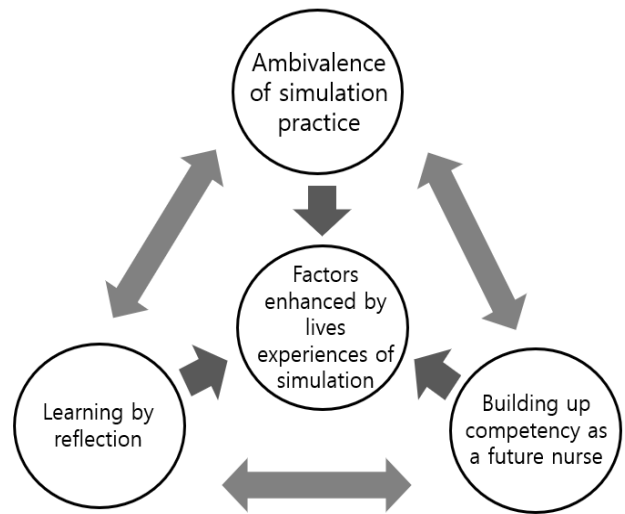 Ambivalence
of simulation
practice
Factors
enhanced by
lives
experiences of
simulation
Learning by
reflection
Building up
competency as
a future nurse